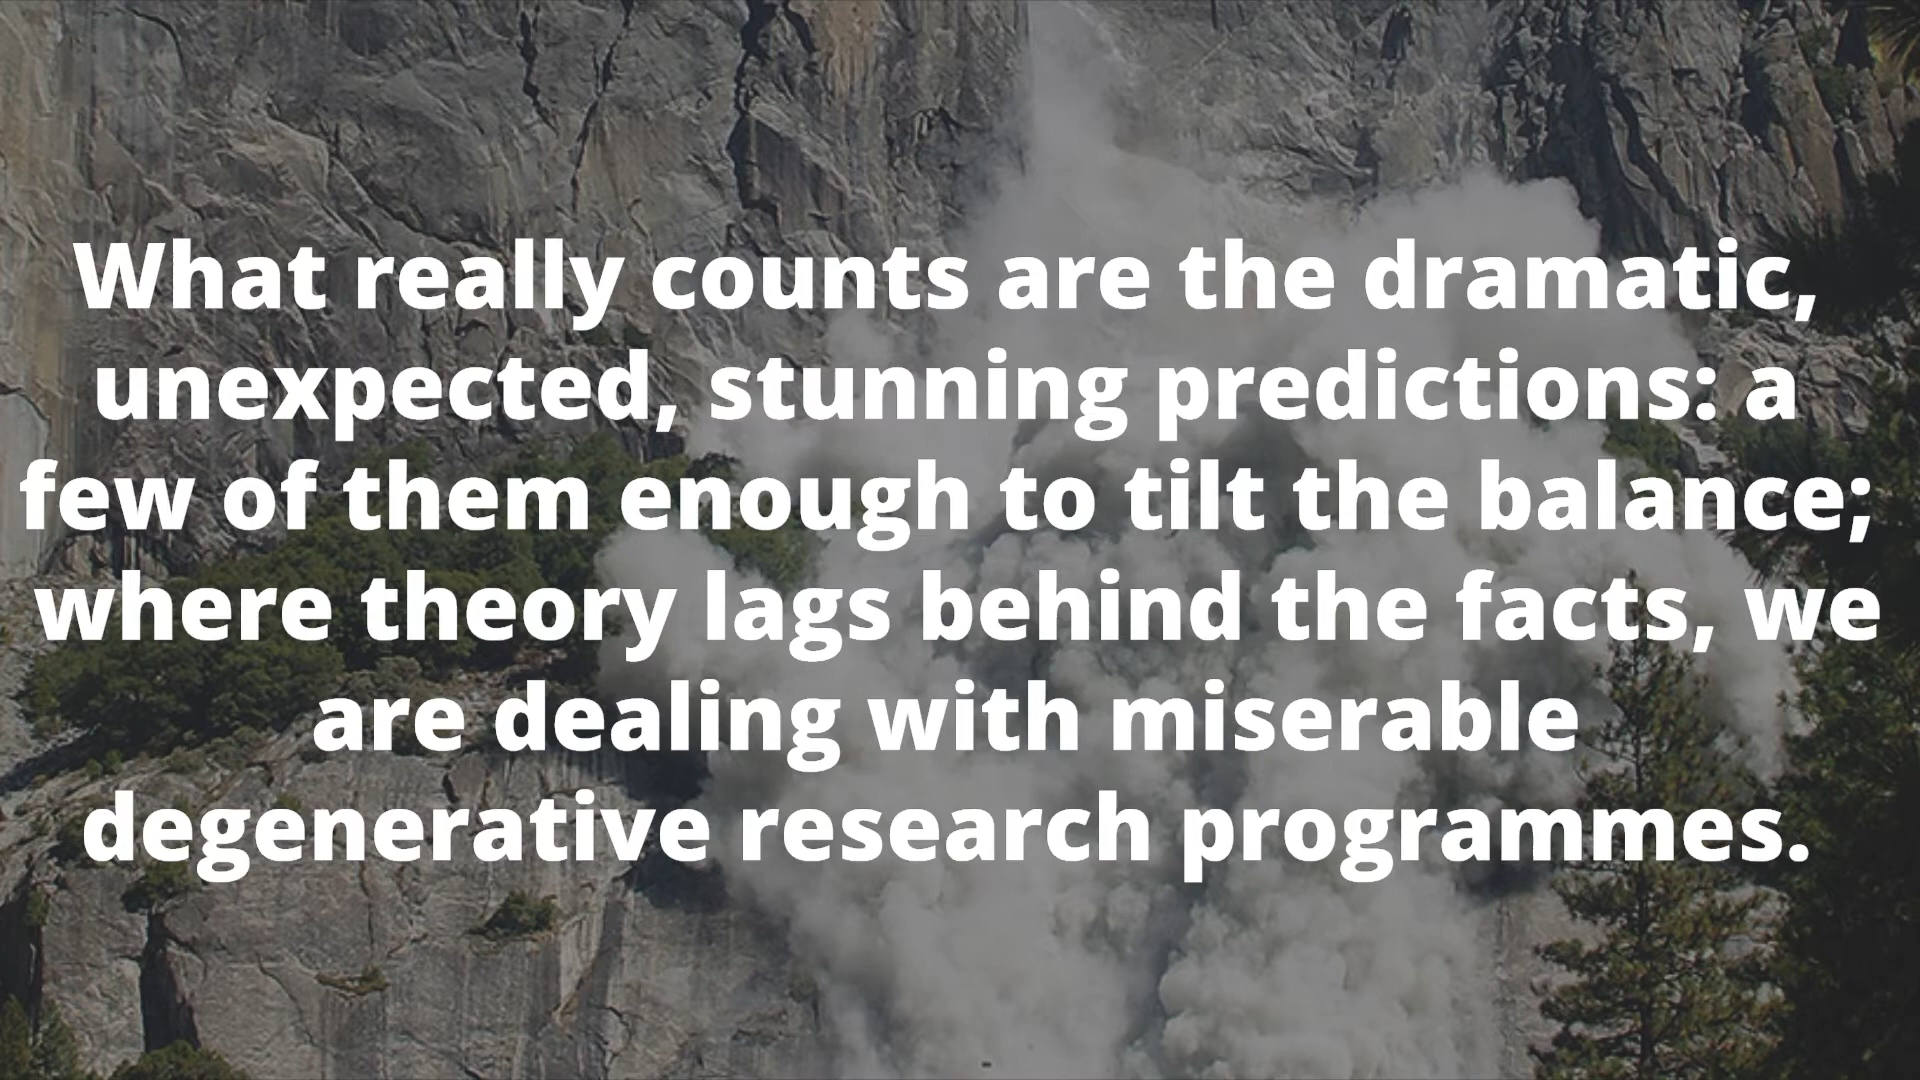 What really counts are the dramatic,
unexpected, stunning predictions: a
few of them enough to tilt the balance;
where theory lags behind the facts, we
are dealing with miserable
degenerative research programmes.